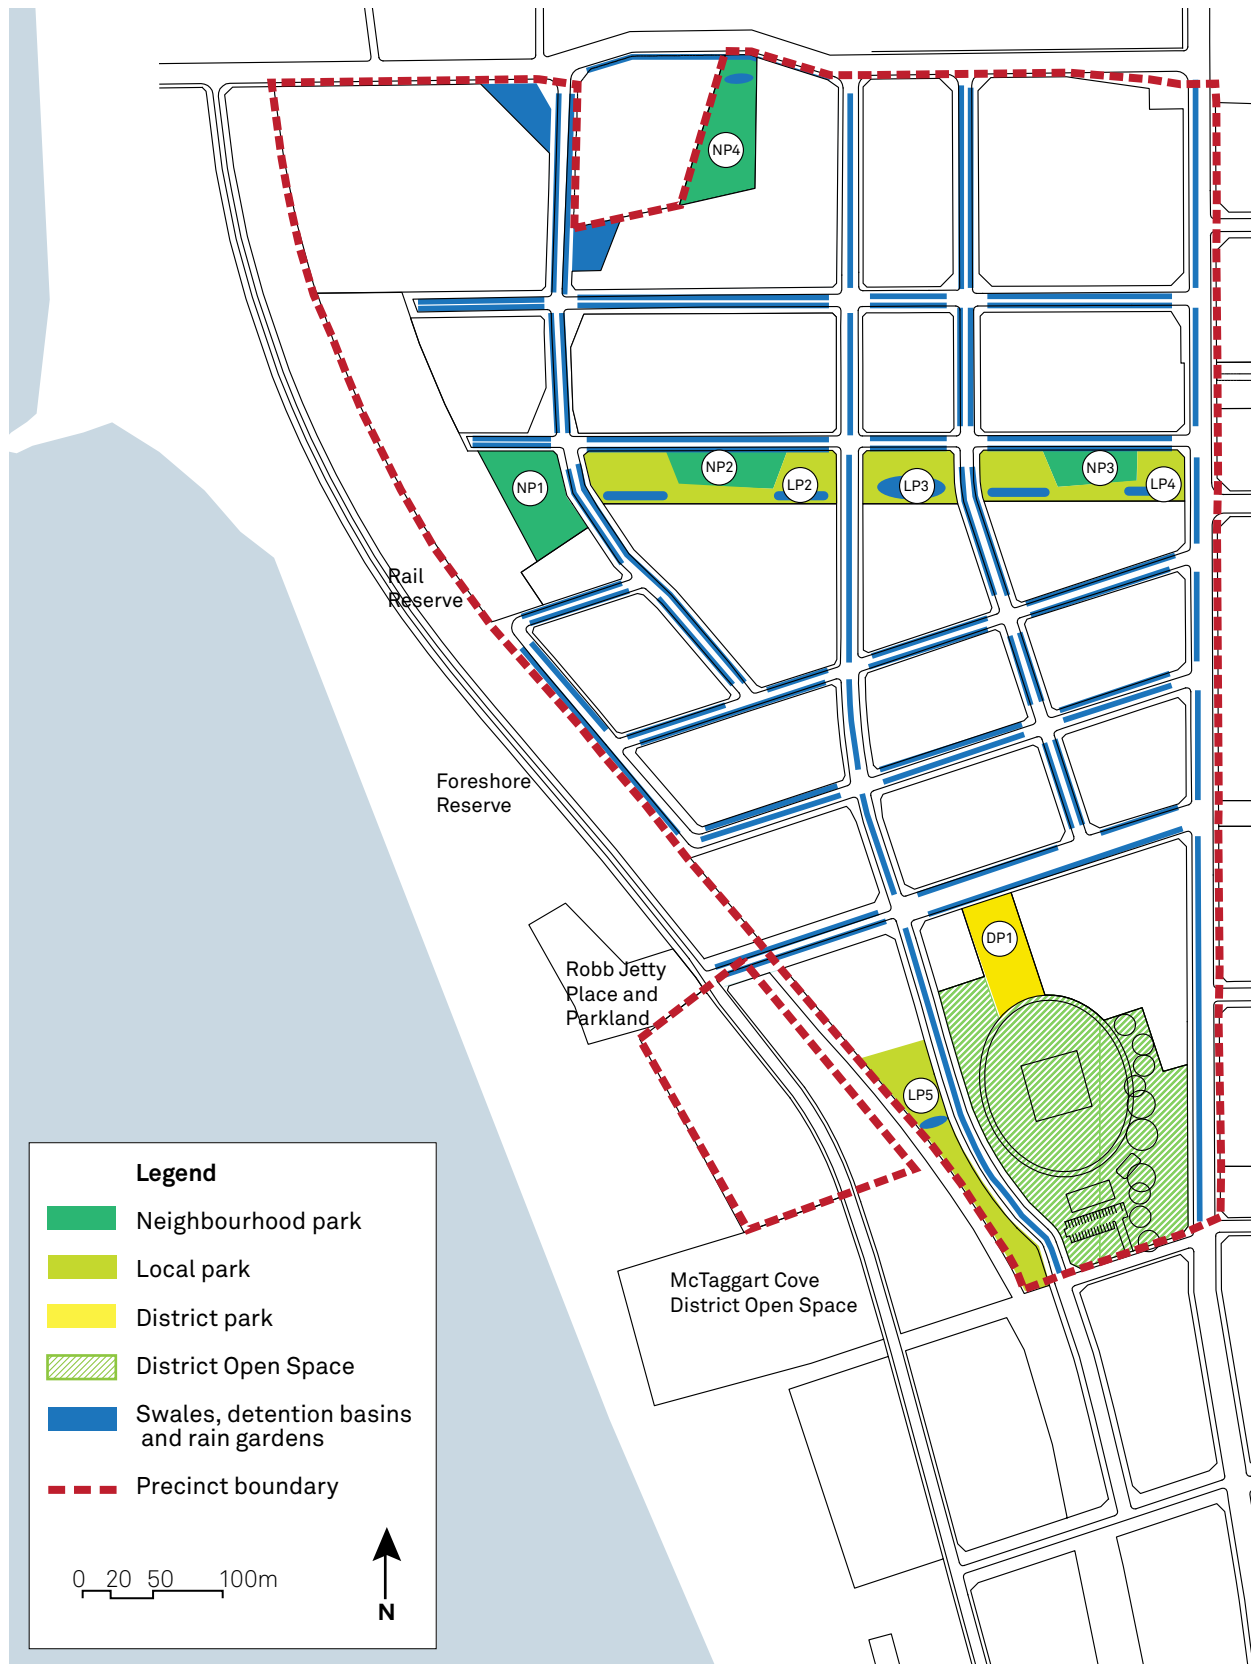 NP4
NP2
NP3
LP2
LP3
LP4
NP1
Rail
Reserve
Foreshore
Reserve
DP1
Robb Jetty
Place and
Parkland
LP5
McTaggart Cove
District Open Space
Legend
Neighbourhood park
Local park
District park
District Open Space
Swales, detention basins
and rain gardens
Precinct boundary
0 20 50 100m
N